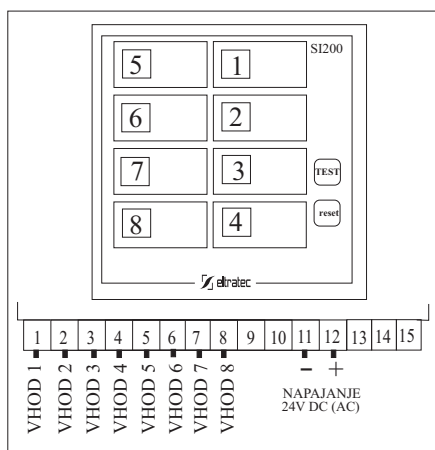 SI200
5 1
6 2
7 3
TEST
8 4
reset
eltratec
1 2 3 4 5 6 7 8 9 10 11 12 13 14 15
VHOD 1
VHOD 2
VHOD 3
VHOD 4
VHOD 5
VHOD 6
VHOD 7
VHOD 8
- +
NAPAJANJE
24V DC (AC)